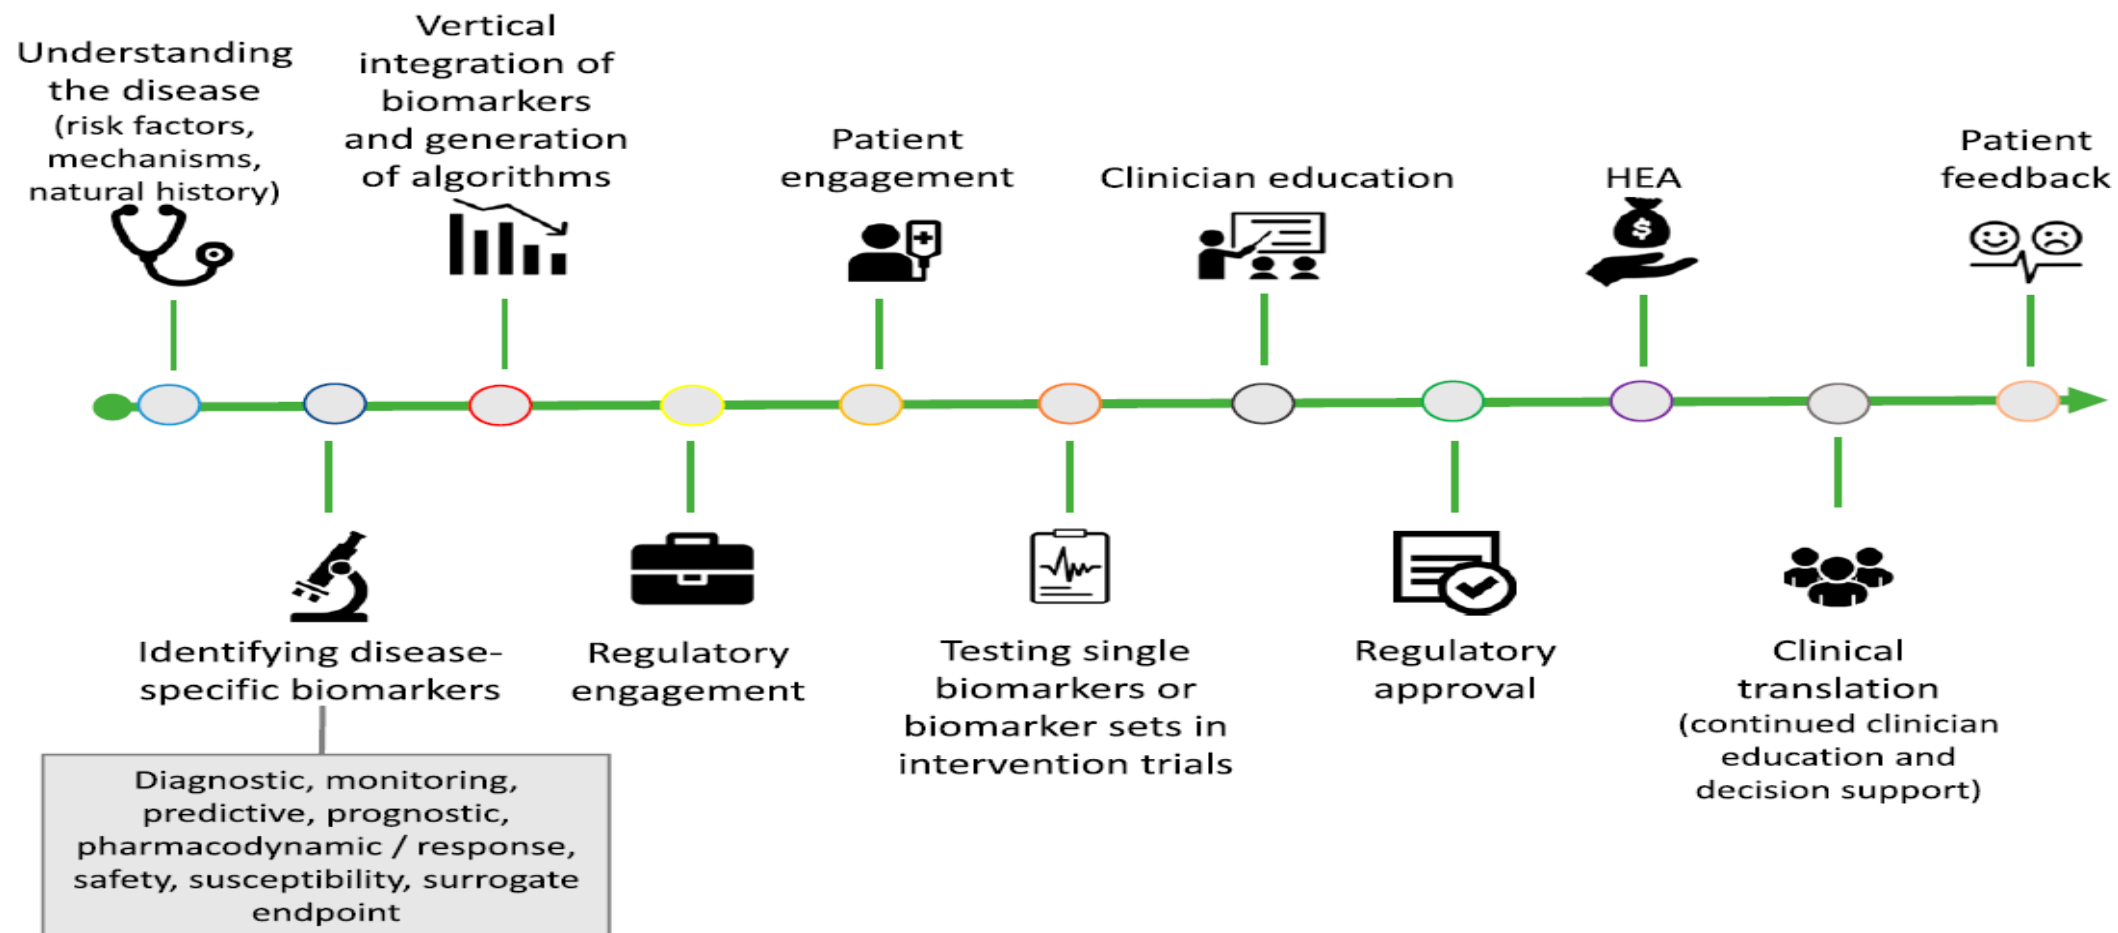 Understanding
the disease
(risk factors,
mechanisms,
natural history)
Vertical
integration of
biomarkers
and generation
of algorithms
Patient
engagement
Clinician education
HEA
$
Patient
feedback
Identifying disease-
specific biomarkers
Diagnostic, monitoring,
predictive, prognostic,
pharmacodynamic / response,
safety, susceptibility, surrogate
endpoint
Regulatory
engagement
Testing single
biomarkers or
biomarker sets in
intervention trials
Regulatory
approval
Clinical
translation
(continued clinician
education and
decision support)